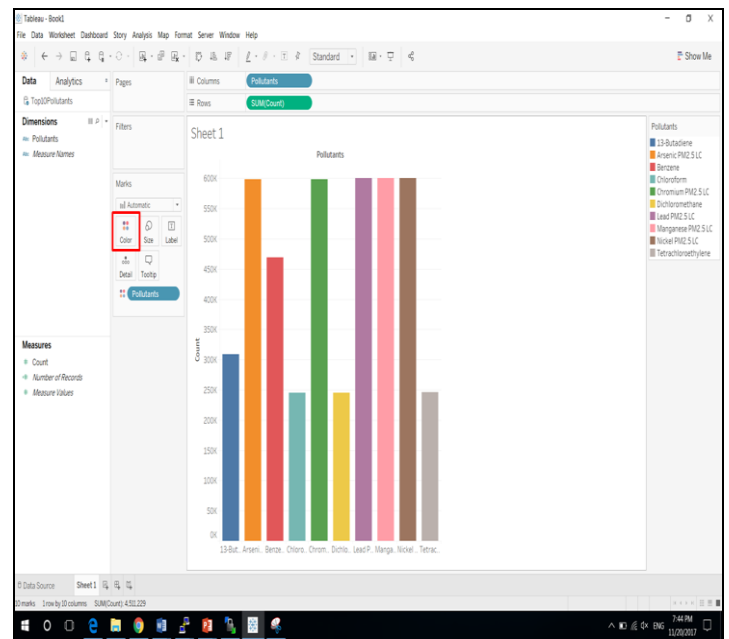 Tableau - Book1
File Data Worksheet Dashboard Story Analysis Map Format Server Window Help
Standard
Show Me
Data Analytics
Pages
Columns Pollutants
Top10Pollutants
Rows SUM(Count)
Dimensions
Pollutants
Measure Names
Filters
Sheet 1
Marks
Automatic
Color Size Label
Detail Tooltip
Pollutants
Measures
Count
Number of Records
Measure Values
Pollutants
600K
550K
500K
450K
400K
350K
300K
250K
200K
150K
100K
50K
0K
Count
13-But.. Arseni.. Benze.. Chloro.. Chrom.. Dichlo.. Lead P.. Manga.. Nickel .. Tetrac..
Pollutants
13-Butadiene
Arsenic PM2.5 LC
Benzene
Chloroform
Chromium PM2.5 LC
Dichloromethane
Lead PM2.5 LC
Manganese PM2.5 LC
Nickel PM2.5 LC
Tetrachloroethylene
Data Source Sheet 1
10 marks 1 row by 10 columns SUM(Count): 4,511,229
ENG
7:44 PM
11/20/2017